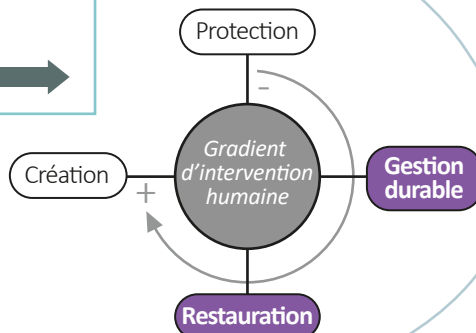 Protection
-
Gradient
d'intervention
humaine
Création
+
Gestion
durable
Restauration